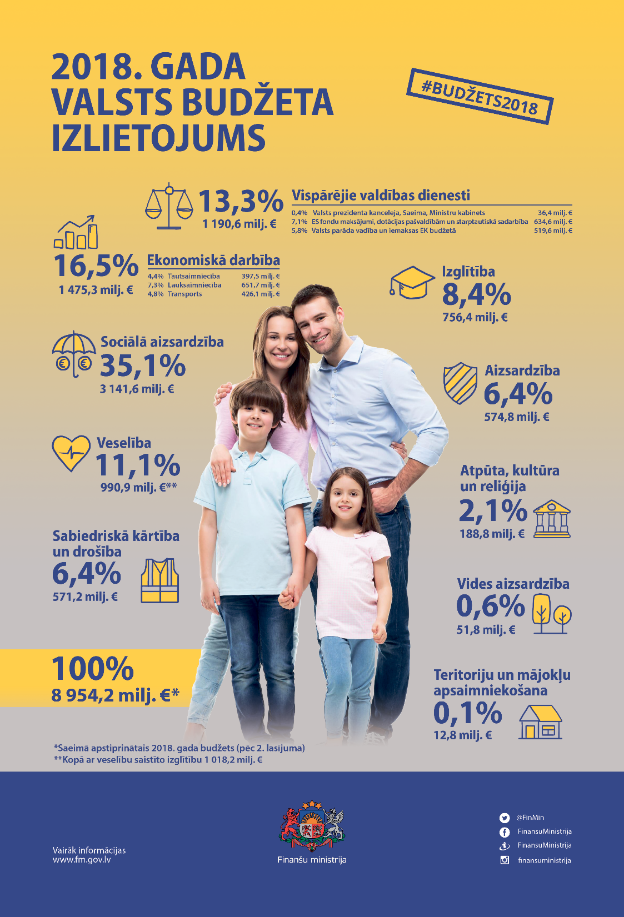 2018. GADA
VALSTS BUDŽETA
IZLIETOJUMS
#BUDŽETS2018
13,3%
1 190,6 milj. €
Vispārējie valdības dienesti
0,4% Valsts prezidenta kanceleja, Saeima, Ministru kabinets 36,4 milj. €
7,1% ES fondu maksājumi, dotācijas pašvaldībām un starptautiskā sadarbība 634,6 milj. €
5,8% Valsts parāda vadība un iemaksas EK budžetā 519,6 milj. €
16,5%
1 475,3 milj. €
Ekonomiskā darbība
4,4% Tautsaimniecība 397,5 milj. €
7,3% Lauksaimniecība 651,7 milj. €
4,8% Transports 426,1 milj. €
Izglītība
8,4%
756,4 milj. €
Sociālā aizsardzība
35,1%
3 141,6 milj. €
Aizsardzība
6,4%
574,8 milj. €
Veselība
11,1%
990,9 milj. €**
Atpūta, kultūra
un reliģija
2,1%
188,8 milj. €
Sabiedriskā kārtība
un drošība
6,4%
571,2 milj. €
Vides aizsardzība
0,6%
51,8 milj. €
100%
8 954,2 milj. €*
Teritoriju un mājokļu
apsaimniekošana
0,1%
12,8 milj. €
*Saeimā apstiprinātais 2018. gada budžets (pēc 2. lasījuma)
**Kopā ar veselību saistīto izglītību 1 018,2 milj. €
Vairāk informācijas
www.fm.gov.lv
Finanšu ministrija
@FinMin
FinansuMinistrija
FinansuMinistrija
finansuministrija